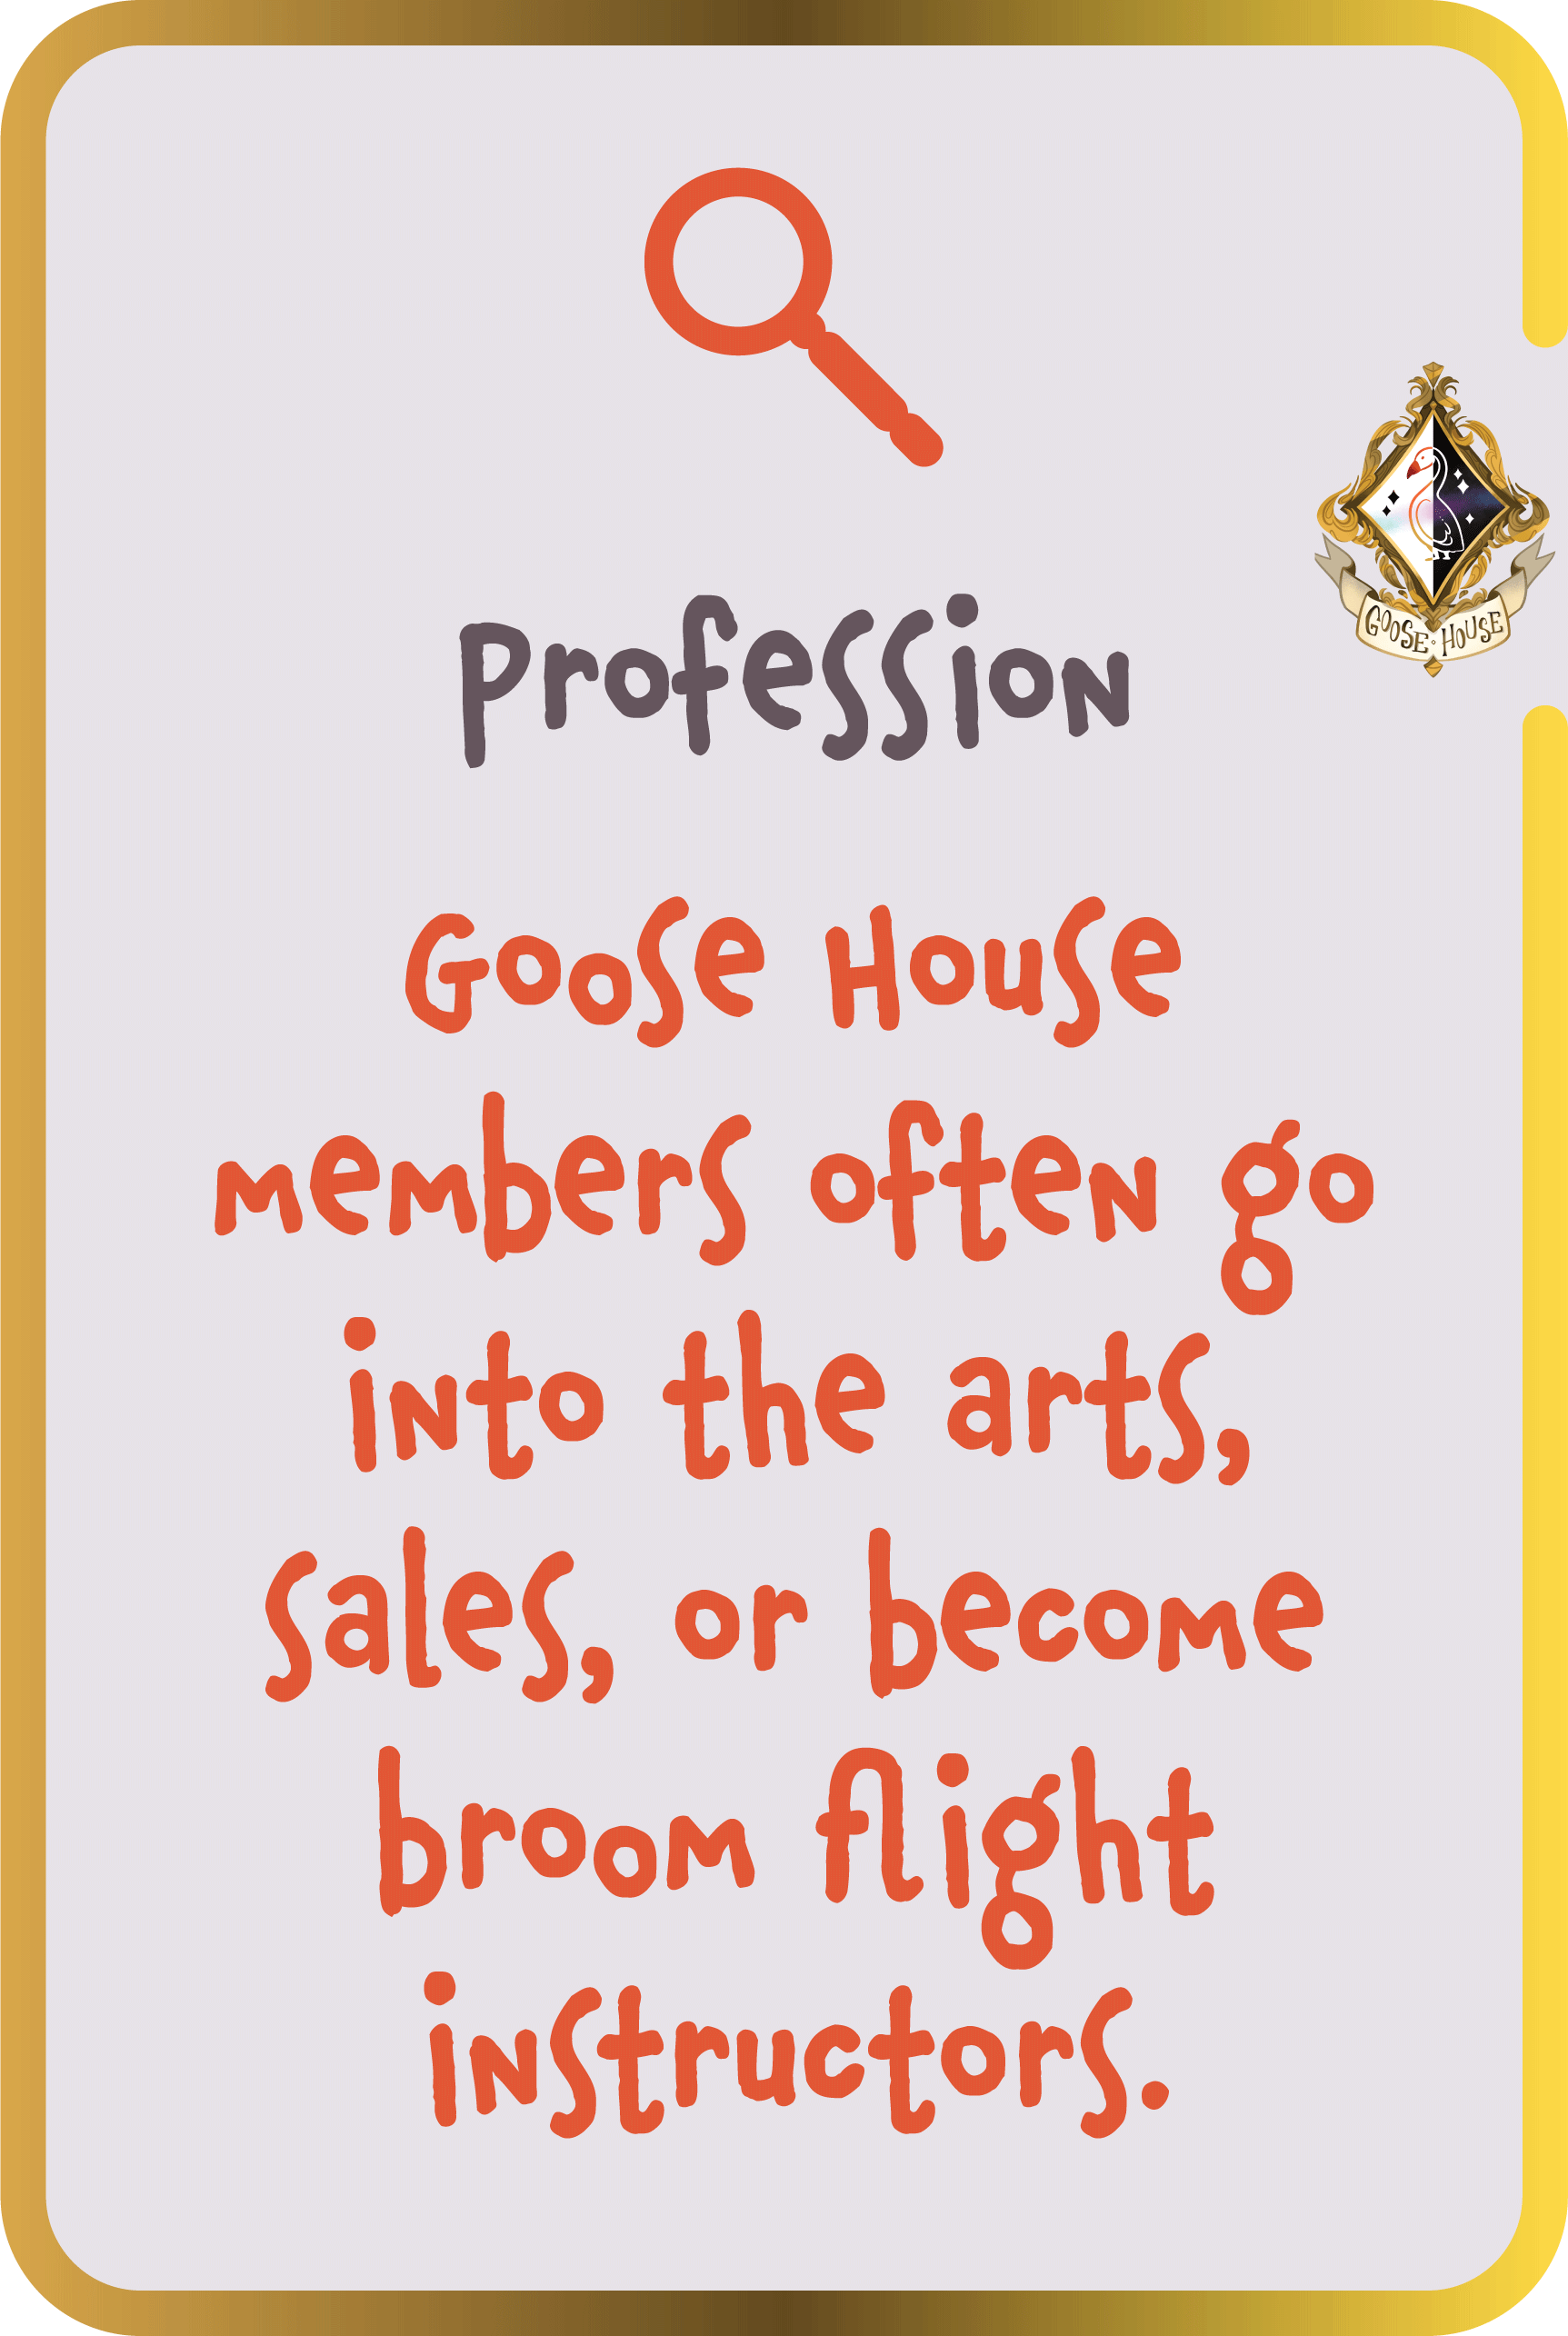 GOOSE • HOUSE
Profession
Goose House
members often go
into the arts,
sales, or become
broom flight
instructors.